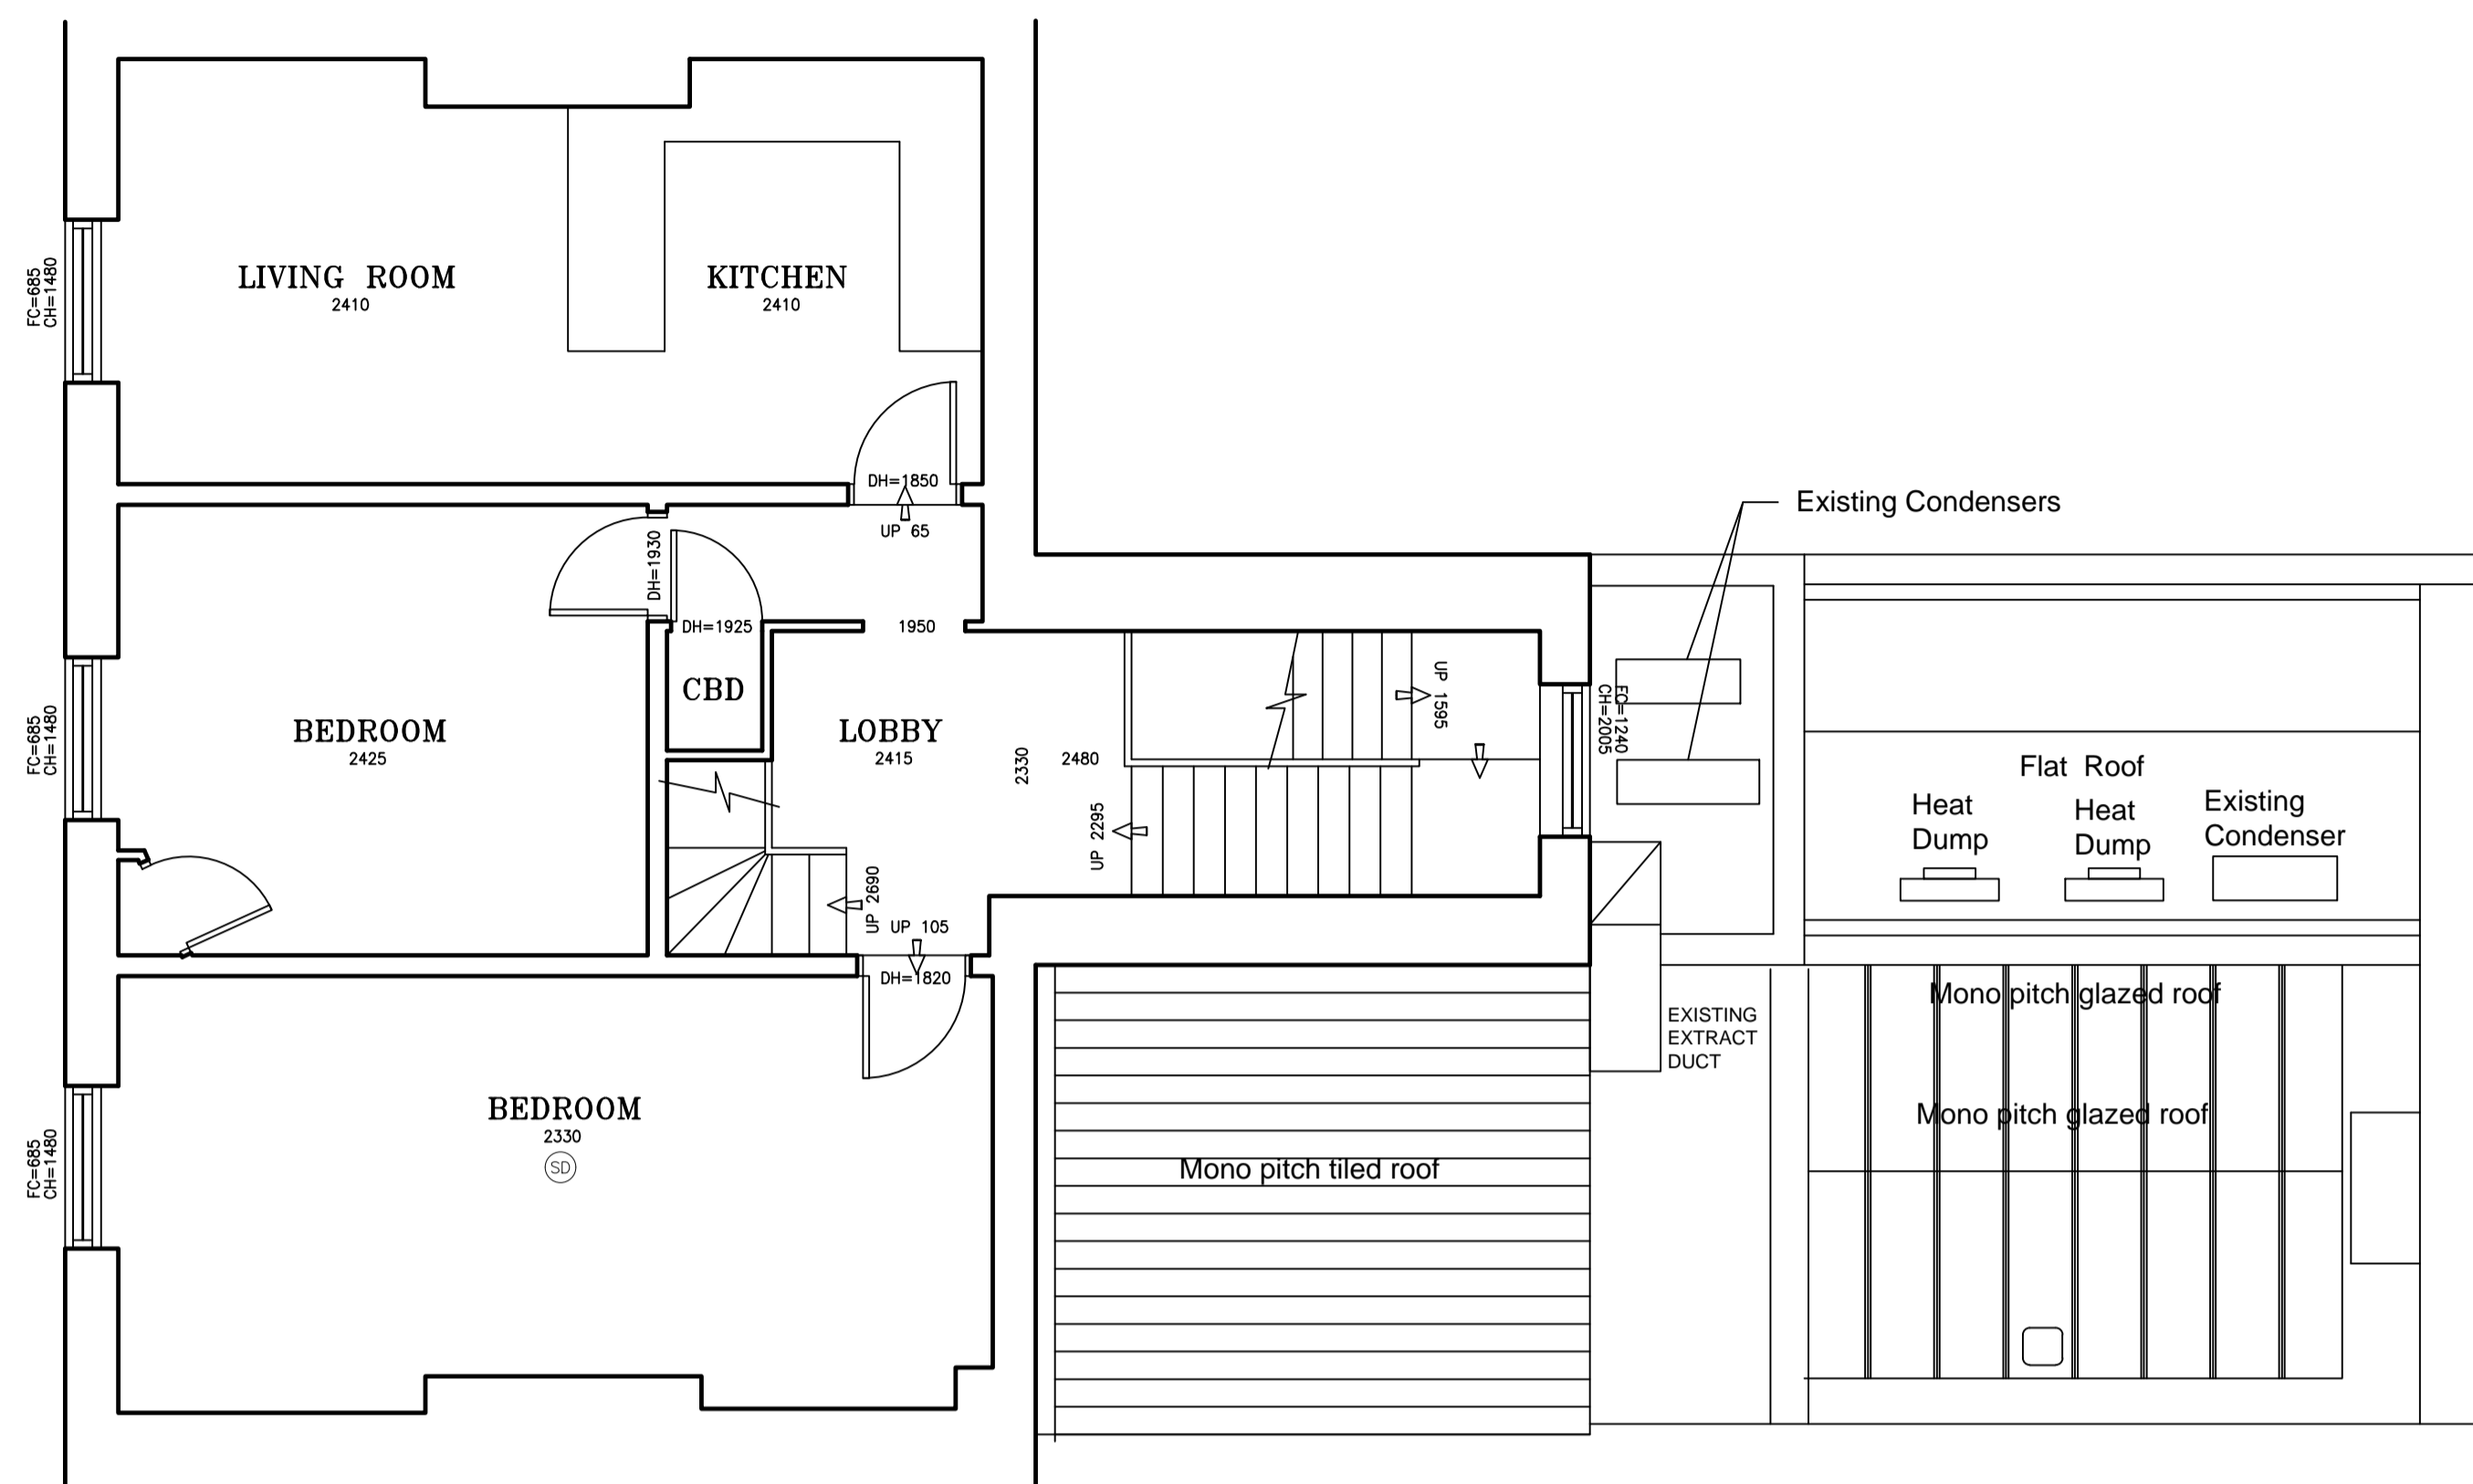 FC=685
CH=1480
LIVING ROOM
2410
KITCHEN
2410
DH=1850
UP 65
DH=1930
DH=1925
1950
CBD
FC=685
CH=1480
BEDROOM
2425
LOBBY
2415
2330
2480
UP 1595
UP 2295
UP 2690
UP 105
DH=1820
FC=1240
CH=2005
Existing Condensers
Flat Roof
Heat
Dump
Heat
Dump
Existing
Condenser
Mono pitch glazed roof
EXISTING
EXTRACT
DUCT
Mono pitch glazed roof
FC=685
CH=1480
BEDROOM
2330
SD
Mono pitch tiled roof